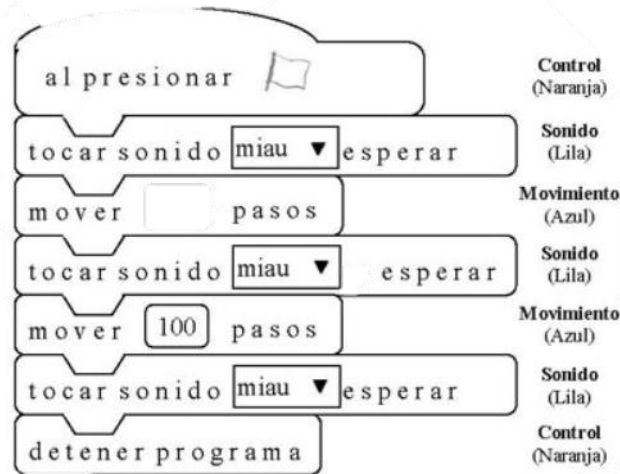 al presionar
Control
(Naranja)
tocar sonido miau ▼ esperar
Sonido
(Lila)
mover pasos
Movimiento
(Azul)
tocar sonido miau ▼ esperar
Sonido
(Lila)
mover 100 pasos
Movimiento
(Azul)
tocar sonido miau ▼ esperar
Sonido
(Lila)
detener programa
Control
(Naranja)